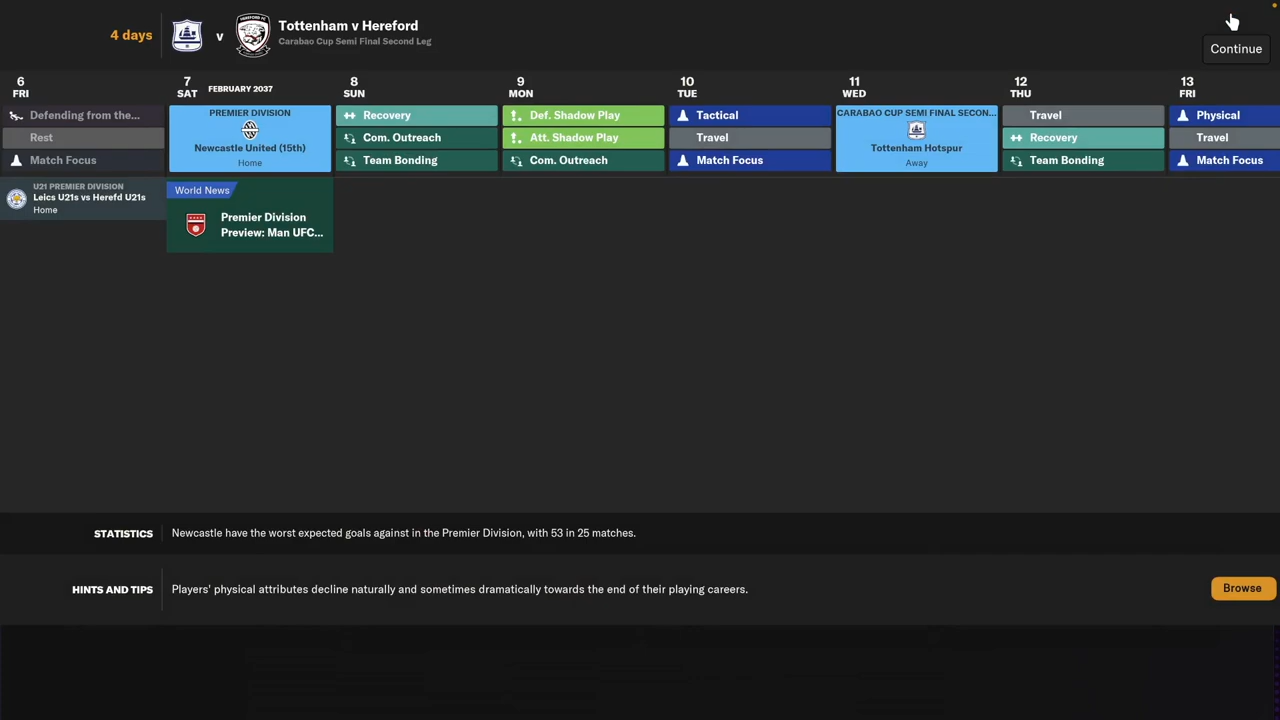 4 days
v
Tottenham v Hereford
Carabao Cup Semi Final Second Leg
Continue
6
FRI
7
SAT
FEBRUARY 2037
8
SUN
9
MON
10
TUE
11
WED
12
THU
13
FRI
Defending from the...
Rest
Match Focus
PREMIER DIVISION
Newcastle United (15th)
Home
Recovery
Com. Outreach
Team Bonding
Def. Shadow Play
Att. Shadow Play
Com. Outreach
Tactical
Travel
Match Focus
CARABAO CUP SEMI FINAL SECON...
Tottenham Hotspur
Away
Travel
Recovery
Team Bonding
Physical
Travel
Match Focus
U21 PREMIER DIVISION
Leics U21s vs Herefd U21s
Home
World News
Premier Division
Preview: Man UFC...
STATISTICS
Newcastle have the worst expected goals against in the Premier Division, with 53 in 25 matches.
HINTS AND TIPS
Players' physical attributes decline naturally and sometimes dramatically towards the end of their playing careers.
Browse